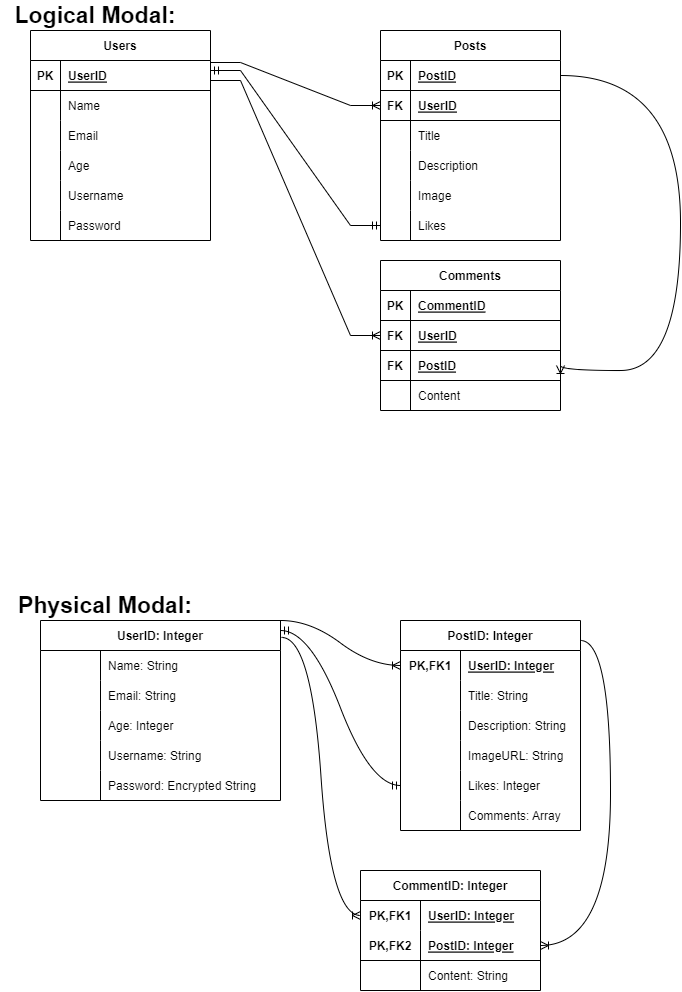 Logical Modal:
Users
PK UserID
Name
Email
Age
Username
Password
Posts
PK PostID
FK UserID
Title
Description
Image
Likes
Comments
PK CommentID
FK UserID
FK PostID
Content
Physical Modal:
UserID: Integer
Name: String
Email: String
Age: Integer
Username: String
Password: Encrypted String
PostID: Integer
PK,FK1 UserID: Integer
Title: String
Description: String
ImageURL: String
Likes: Integer
Comments: Array
CommentID: Integer
PK,FK1 UserID: Integer
PK,FK2 PostID: Integer
Content: String